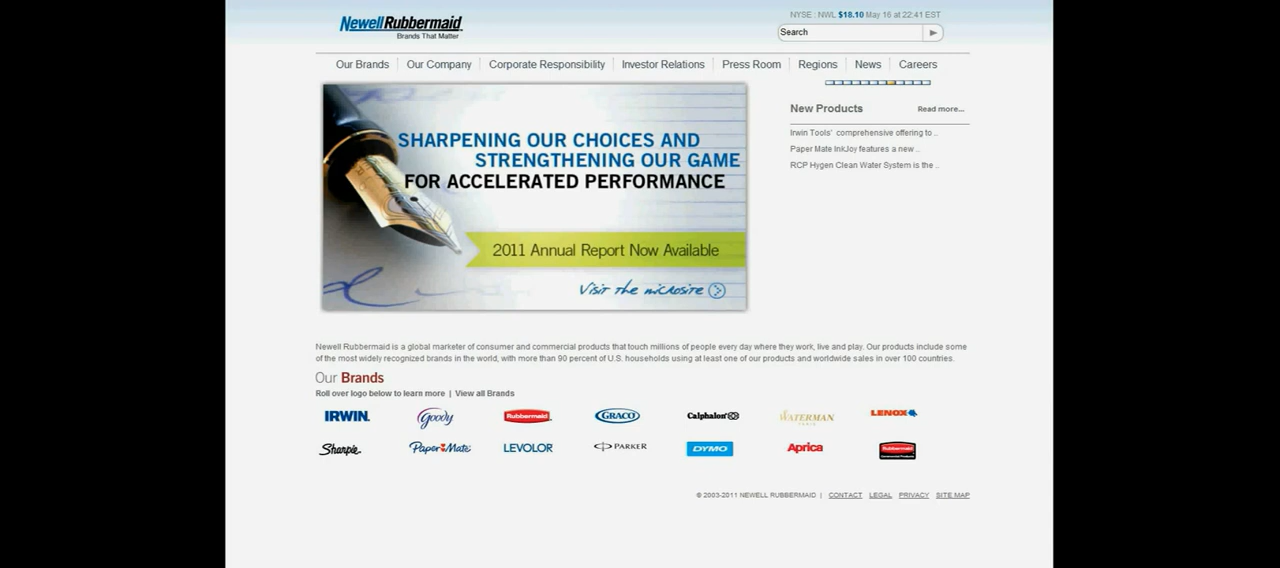 NewellRubbermaid
Brands That Matter
NYSE : NWL $18.10 May 16 at 22:41 EST
Search
Our Brands
Our Company
Corporate Responsibility
Investor Relations
Press Room
Regions
News
Careers
SHARPENING OUR CHOICES AND
STRENGTHENING OUR GAME
FOR ACCELERATED PERFORMANCE
2011 Annual Report Now Available
Visit the microsite
New Products
Read more...
Irwin Tools' comprehensive offering to ..
Paper Mate InkJoy features a new ..
RCP Hygen Clean Water System is the ..
Newell Rubbermaid is a global marketer of consumer and commercial products that touch millions of people every day where they work, live and play. Our products include some
of the most widely recognized brands in the world, with more than 90 percent of U.S. households using at least one of our products and worldwide sales in over 100 countries.
Our Brands
Roll over logo below to learn more | View all Brands
IRWIN.
Goody
Rubbermaid
GRACO
Calphalon
WATERMAN
PARIS
LENOX
Sharpie
Paper Mate
LEVOLOR
PARKER
DYMO
Aprica
Rubbermaid
Commercial Products
© 2003-2011 NEWELL RUBBERMAID | CONTACT LEGAL PRIVACY SITE MAP